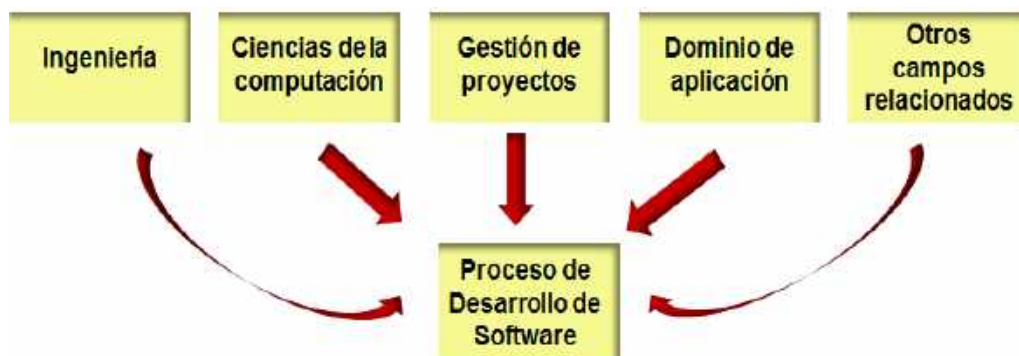 Ingeniería
Ciencias de la
computación
Gestión de
proyectos
Dominio de
aplicación
Otros
campos
relacionados
Proceso de
Desarrollo de
Software